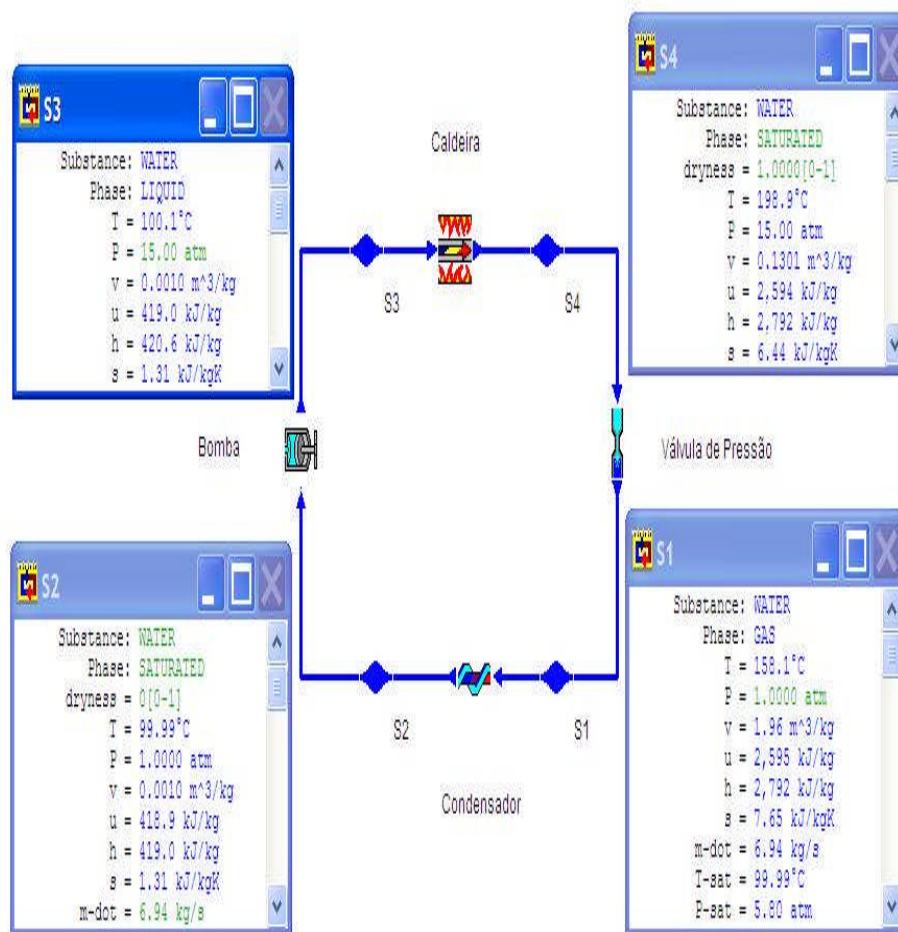 S3
Substance: WATER
Phase: LIQUID
T = 100.1°C
P = 15.00 atm
v = 0.0010 m^3/kg
u = 419.0 kJ/kg
h = 420.6 kJ/kg
s = 1.31 kJ/kgK
Caldeira
S4
Substance: WATER
Phase: SATURATED
dryness = 1.0000[0-1]
T = 198.9°C
P = 15.00 atm
v = 0.1301 m^3/kg
u = 2,594 kJ/kg
h = 2,792 kJ/kg
s = 6.44 kJ/kgK
S3
S4
Bomba
Válvula de Pressão
S2
Substance: WATER
Phase: SATURATED
dryness = 0[0-1]
T = 99.99°C
P = 1.0000 atm
v = 0.0010 m^3/kg
u = 418.9 kJ/kg
h = 419.0 kJ/kg
s = 1.31 kJ/kgK
m-dot = 6.94 kg/s
S2
S1
Condensador
S1
Substance: WATER
Phase: GAS
T = 158.1°C
P = 1.0000 atm
v = 1.96 m^3/kg
u = 2,595 kJ/kg
h = 2,792 kJ/kg
s = 7.65 kJ/kgK
m-dot = 6.94 kg/s
T-sat = 99.99°C
P-sat = 5.80 atm